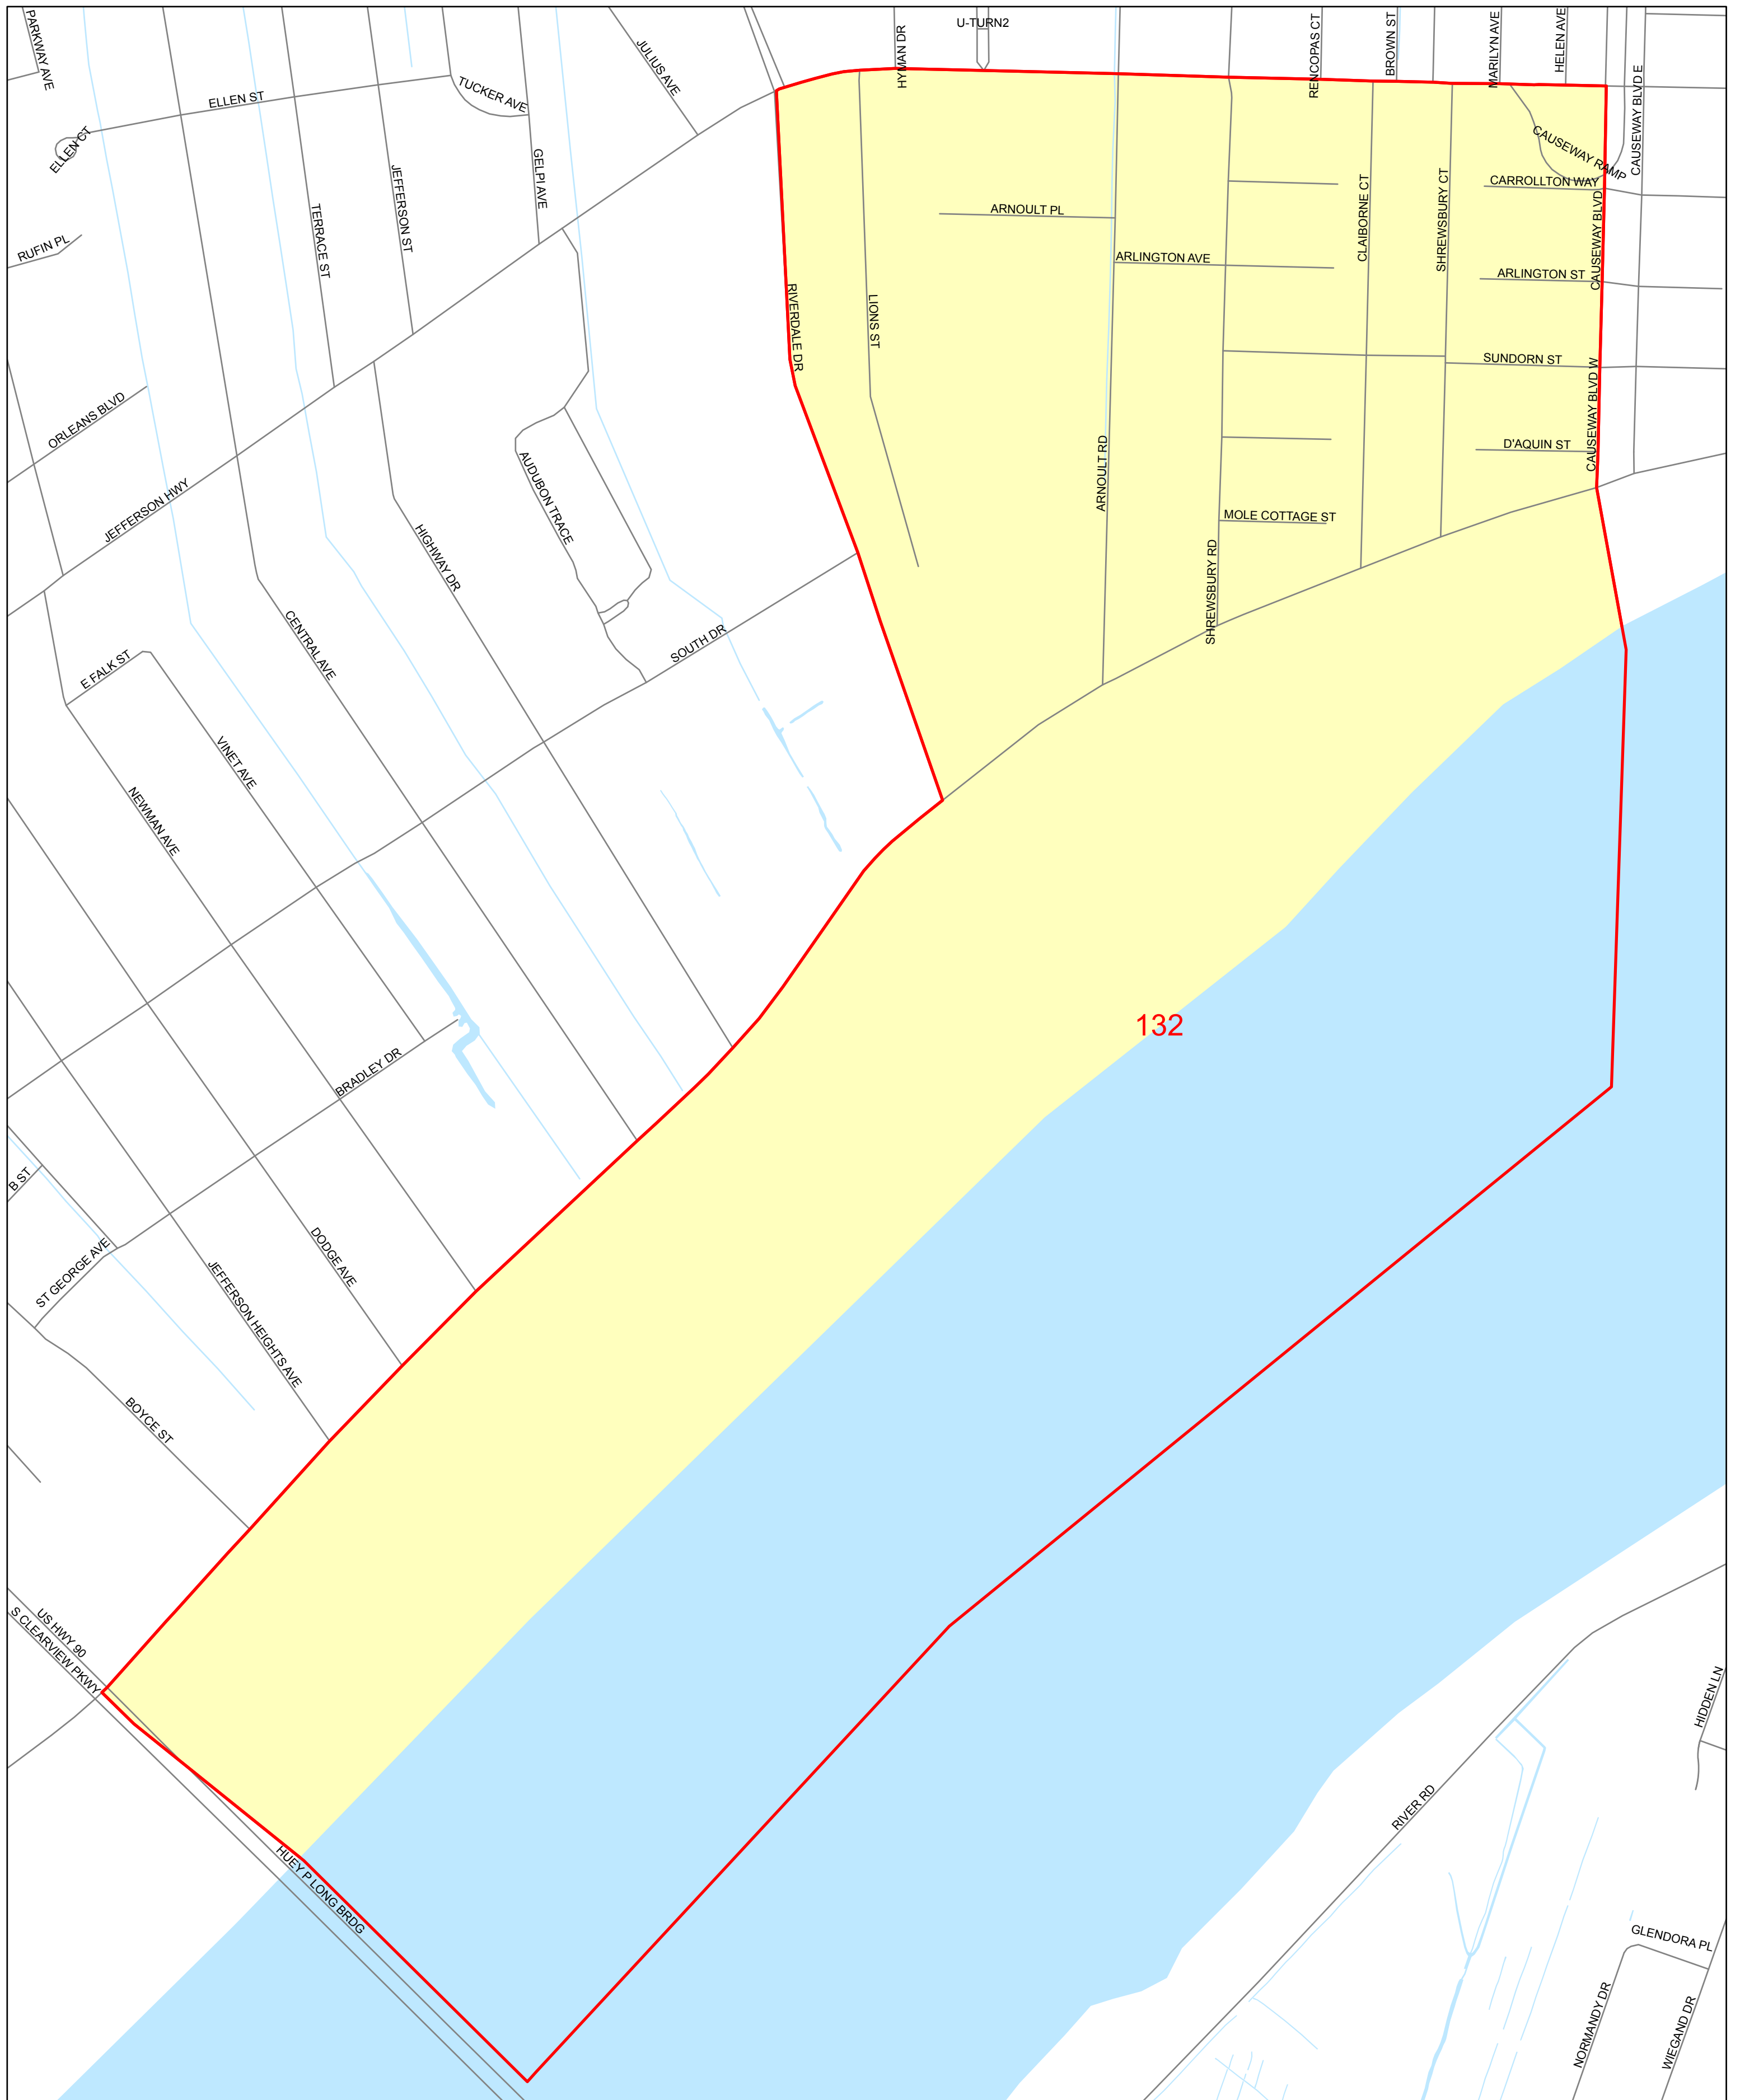 PARKWAY AVE
U-TURN2
HYMAN DR
RENCOPAS CT
BROWN ST
MARILYN AVE
HELEN AVE
CAUSEWAY BLVD E
JULIUS AVE
ELLEN ST
TUCKER AVE
ELLEN CT
GELPI AVE
JEFFERSON ST
TERRACE ST
RUFIN PL
CAUSEWAY RAMP
CARROLLTON WAY
ARNOULT PL
CLAIBORNE CT
SHREWSBURY CT
CAUSEWAY BLVD
ARLINGTON AVE
ARLINGTON ST
RIVERDALE DR
LIONS ST
SUNDORN ST
CAUSEWAY BLVD W
ORLEANS BLVD
D'AQUIN ST
ARNOULT RD
AUDUBON TRACE
JEFFERSON HWY
MOLE COTTAGE ST
HIGHWAY DR
SHREWSBURY RD
CENTRAL AVE
SOUTH DR
E FALK ST
VINET AVE
NEWMAN AVE
132
BRADLEY DR
B ST
ST GEORGE AVE
DODGE AVE
JEFFERSON HEIGHTS AVE
BOYCE ST
US HWY 90
S CLEARVIEW PKWY
HIDDEN LN
RIVER RD
HUEY P LONG BRDG
GLENDORA PL
NORMANDY DR
WIEGAND DR